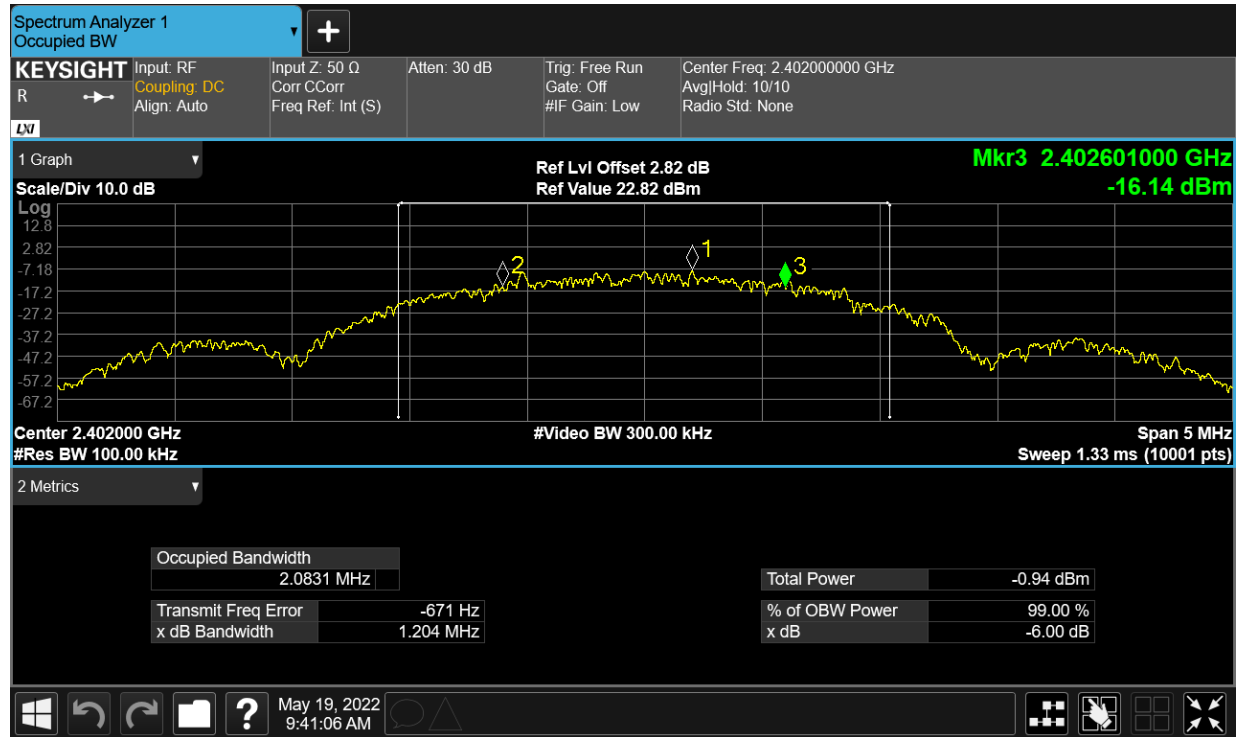 Spectrum Analyzer 1
Occupied BW
+
KEYSIGHT
R
LXI
Input: RF
Coupling: DC
Align: Auto
Input Z: 50 Ω
Corr CCorr
Freq Ref: Int (S)
Atten: 30 dB
Trig: Free Run
Gate: Off
#IF Gain: Low
Center Freq: 2.402000000 GHz
Avg|Hold: 10/10
Radio Std: None
1 Graph
Scale/Div 10.0 dB
Ref Lvl Offset 2.82 dB
Ref Value 22.82 dBm
Mkr3 2.402601000 GHz
-16.14 dBm
Log
12.8
2.82
-7.18
-17.2
-27.2
-37.2
-47.2
-57.2
-67.2
2
1
3
Center 2.402000 GHz
#Res BW 100.00 kHz
#Video BW 300.00 kHz
Span 5 MHz
Sweep 1.33 ms (10001 pts)
2 Metrics
Occupied Bandwidth
2.0831 MHz
Transmit Freq Error -671 Hz
x dB Bandwidth 1.204 MHz
Total Power -0.94 dBm
% of OBW Power 99.00 %
x dB -6.00 dB
?
May 19, 2022
9:41:06 AM